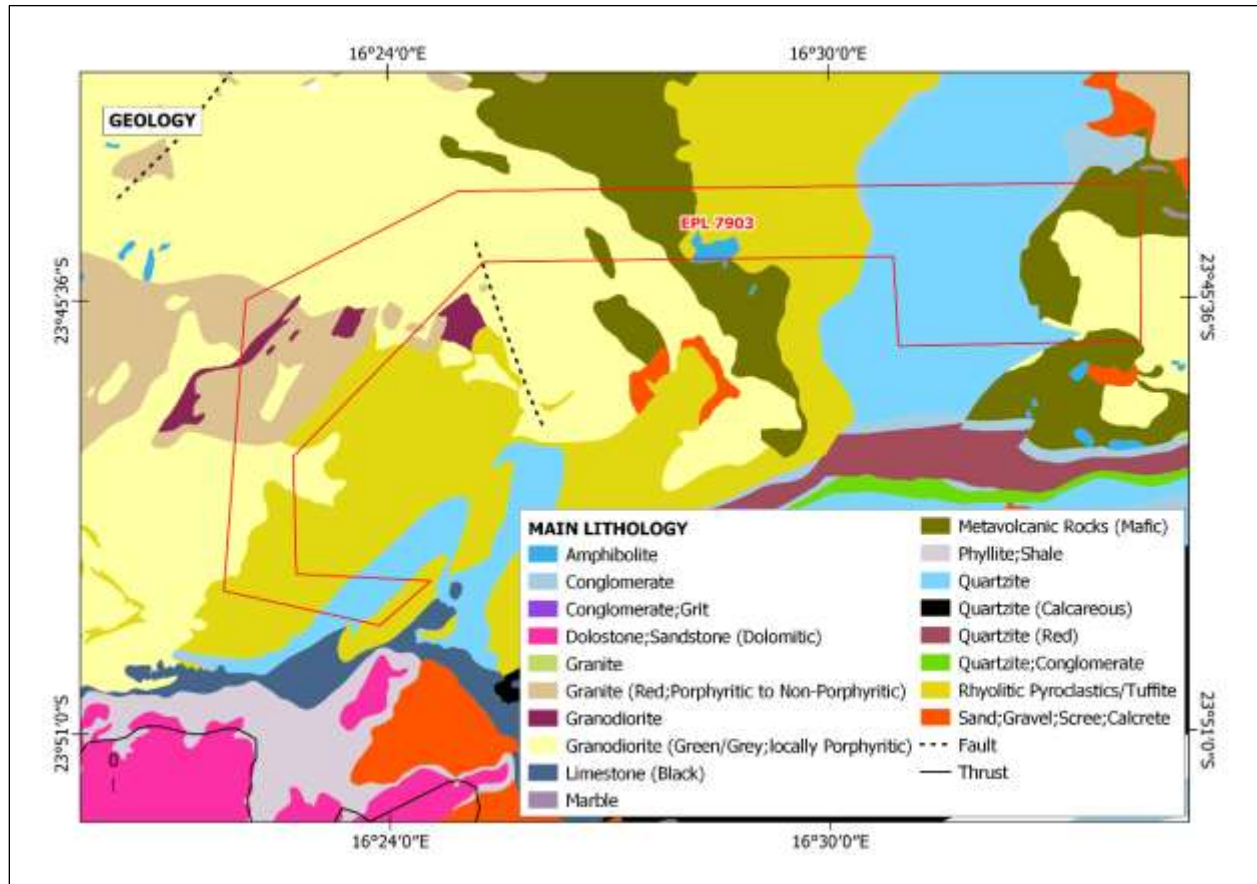 16°24'0"E
16°30'0"E
GEOLOGY
EPL 7903
23°45'36"S
23°45'36"S
MAIN LITHOLOGY
Amphibolite
Conglomerate
Conglomerate;Grit
Dolostone;Sandstone (Dolomitic)
Granite
Granite (Red;Porphyritic to Non-Porphyritic)
Granodiorite
Granodiorite (Green/Grey;locally Porphyritic)
Limestone (Black)
Marble
Metavolcanic Rocks (Mafic)
Phyllite;Shale
Quartzite
Quartzite (Calcareous)
Quartzite (Red)
Quartzite;Conglomerate
Rhyolitic Pyroclastics/Tuffite
Sand;Gravel;Scree;Calcrete
Fault
Thrust
23°51'0"S
23°51'0"S
16°24'0"E
16°30'0"E